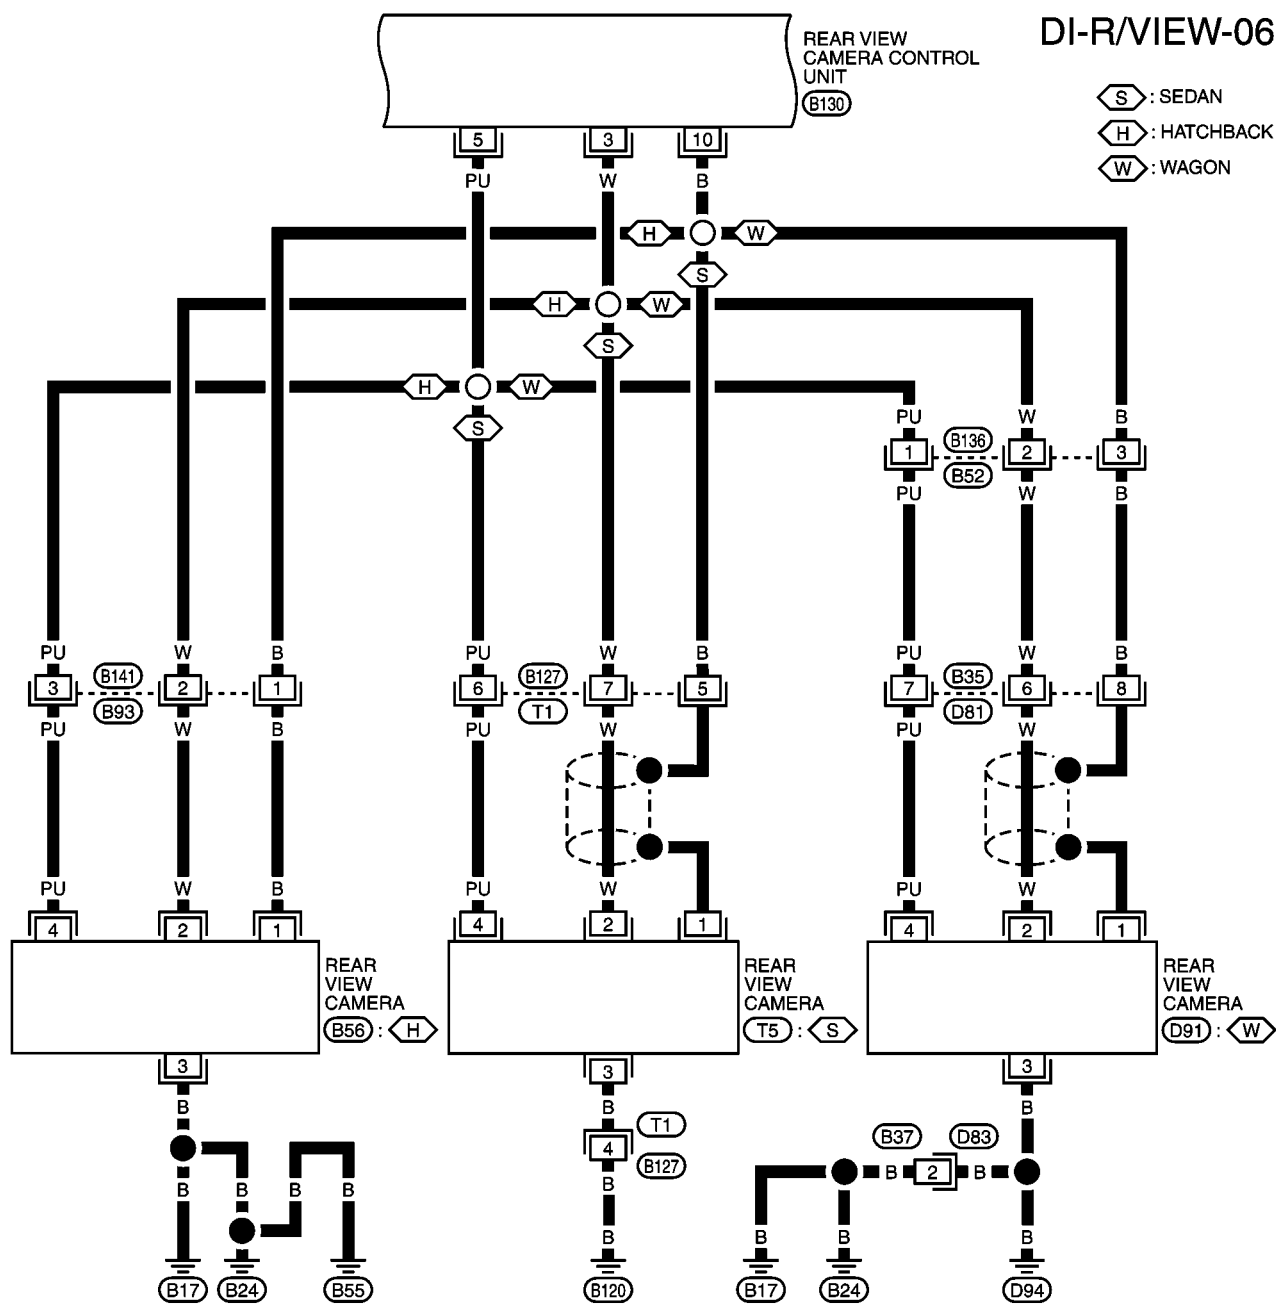 DI-R/VIEW-06
REAR VIEW
CAMERA CONTROL
UNIT
B130
S : SEDAN
H : HATCHBACK
W : WAGON
5 3 10
PU W B
H W
S
H W
S
H W
S
PU W B
1 B136 2 3
B52
PU W B
PU W B PU W B PU W B
3 B141 2 1 6 B127 7 5 7 B35 6 8
B93 T1 D81
PU W B PU W PU W
PU W B PU W PU W
4 2 1 4 2 1 4 2 1
REAR
VIEW
CAMERA
B56 : H
REAR
VIEW
CAMERA
T5 : S
REAR
VIEW
CAMERA
D91 : W
3 3 3
B B B
T1
4
B127
B37 D83
B 2 B
B B B B B
B B B B
B17 B24 B55 B120 B17 B24 D94